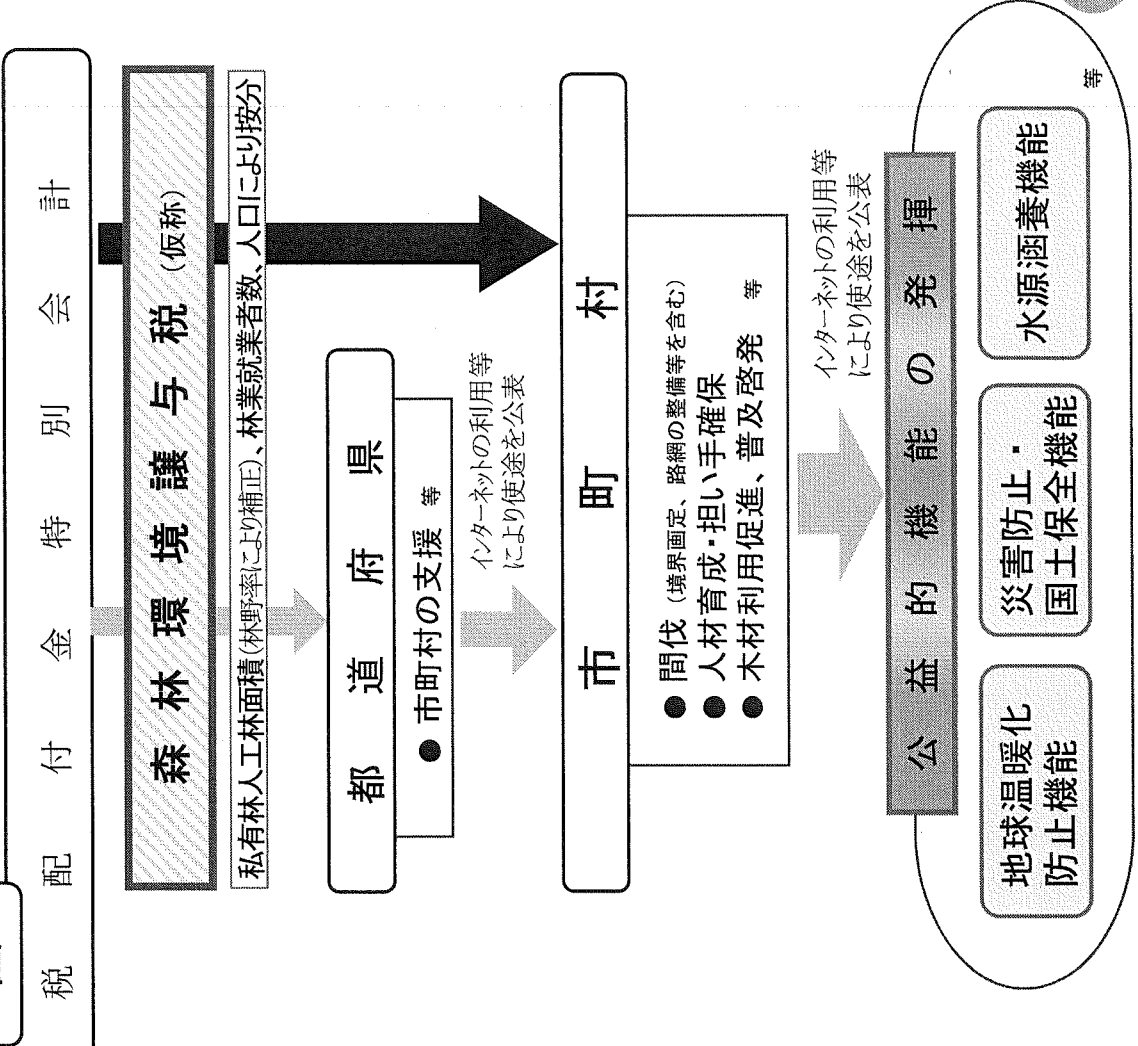 税配付金特別会計
森林環境譲与税（仮称）
私有林人工林面積（林野率により補正）、林業就業者数、人口により按分
都道府県
● 市町村の支援 等
インターネットの利用等
により使途を公表
市町村
● 間伐（境界画定、路網の整備等を含む）
● 人材育成・担い手確保
● 木材利用促進、普及啓発 等
インターネットの利用等
により使途を公表
公益的機能の発揮
地球温暖化
防止機能
災害防止・
国土保全機能
水源涵養機能
等